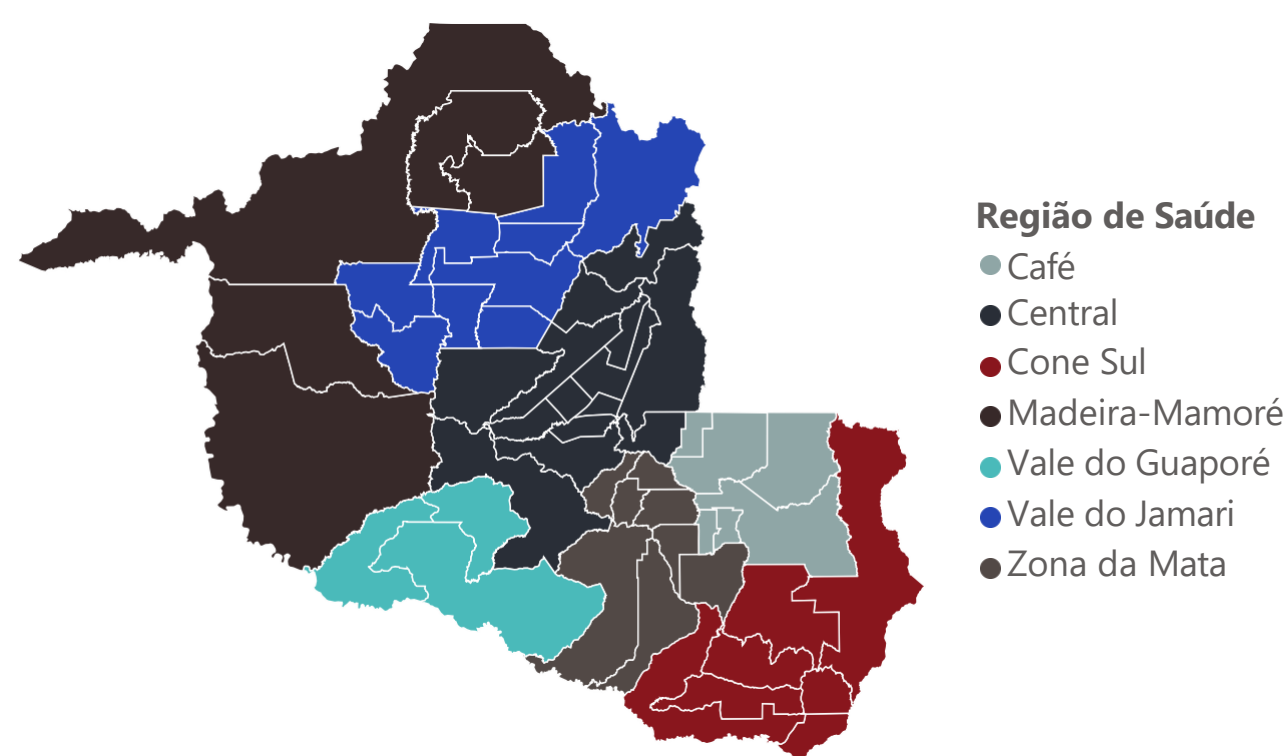 Região de Saúde
Café
Central
Cone Sul
Madeira-Mamoré
Vale do Guaporé
Vale do Jamari
Zona da Mata